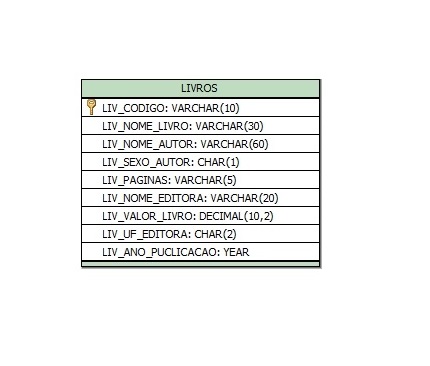 LIVROS
LIV_CODIGO: VARCHAR(10)
LIV_NOME_LIVRO: VARCHAR(30)
LIV_NOME_AUTOR: VARCHAR(60)
LIV_SEXO_AUTOR: CHAR(1)
LIV_PAGINAS: VARCHAR(5)
LIV_NOME_EDITORA: VARCHAR(20)
LIV_VALOR_LIVRO: DECIMAL(10,2)
LIV_UF_EDITORA: CHAR(2)
LIV_ANO_PUCLICACAO: YEAR